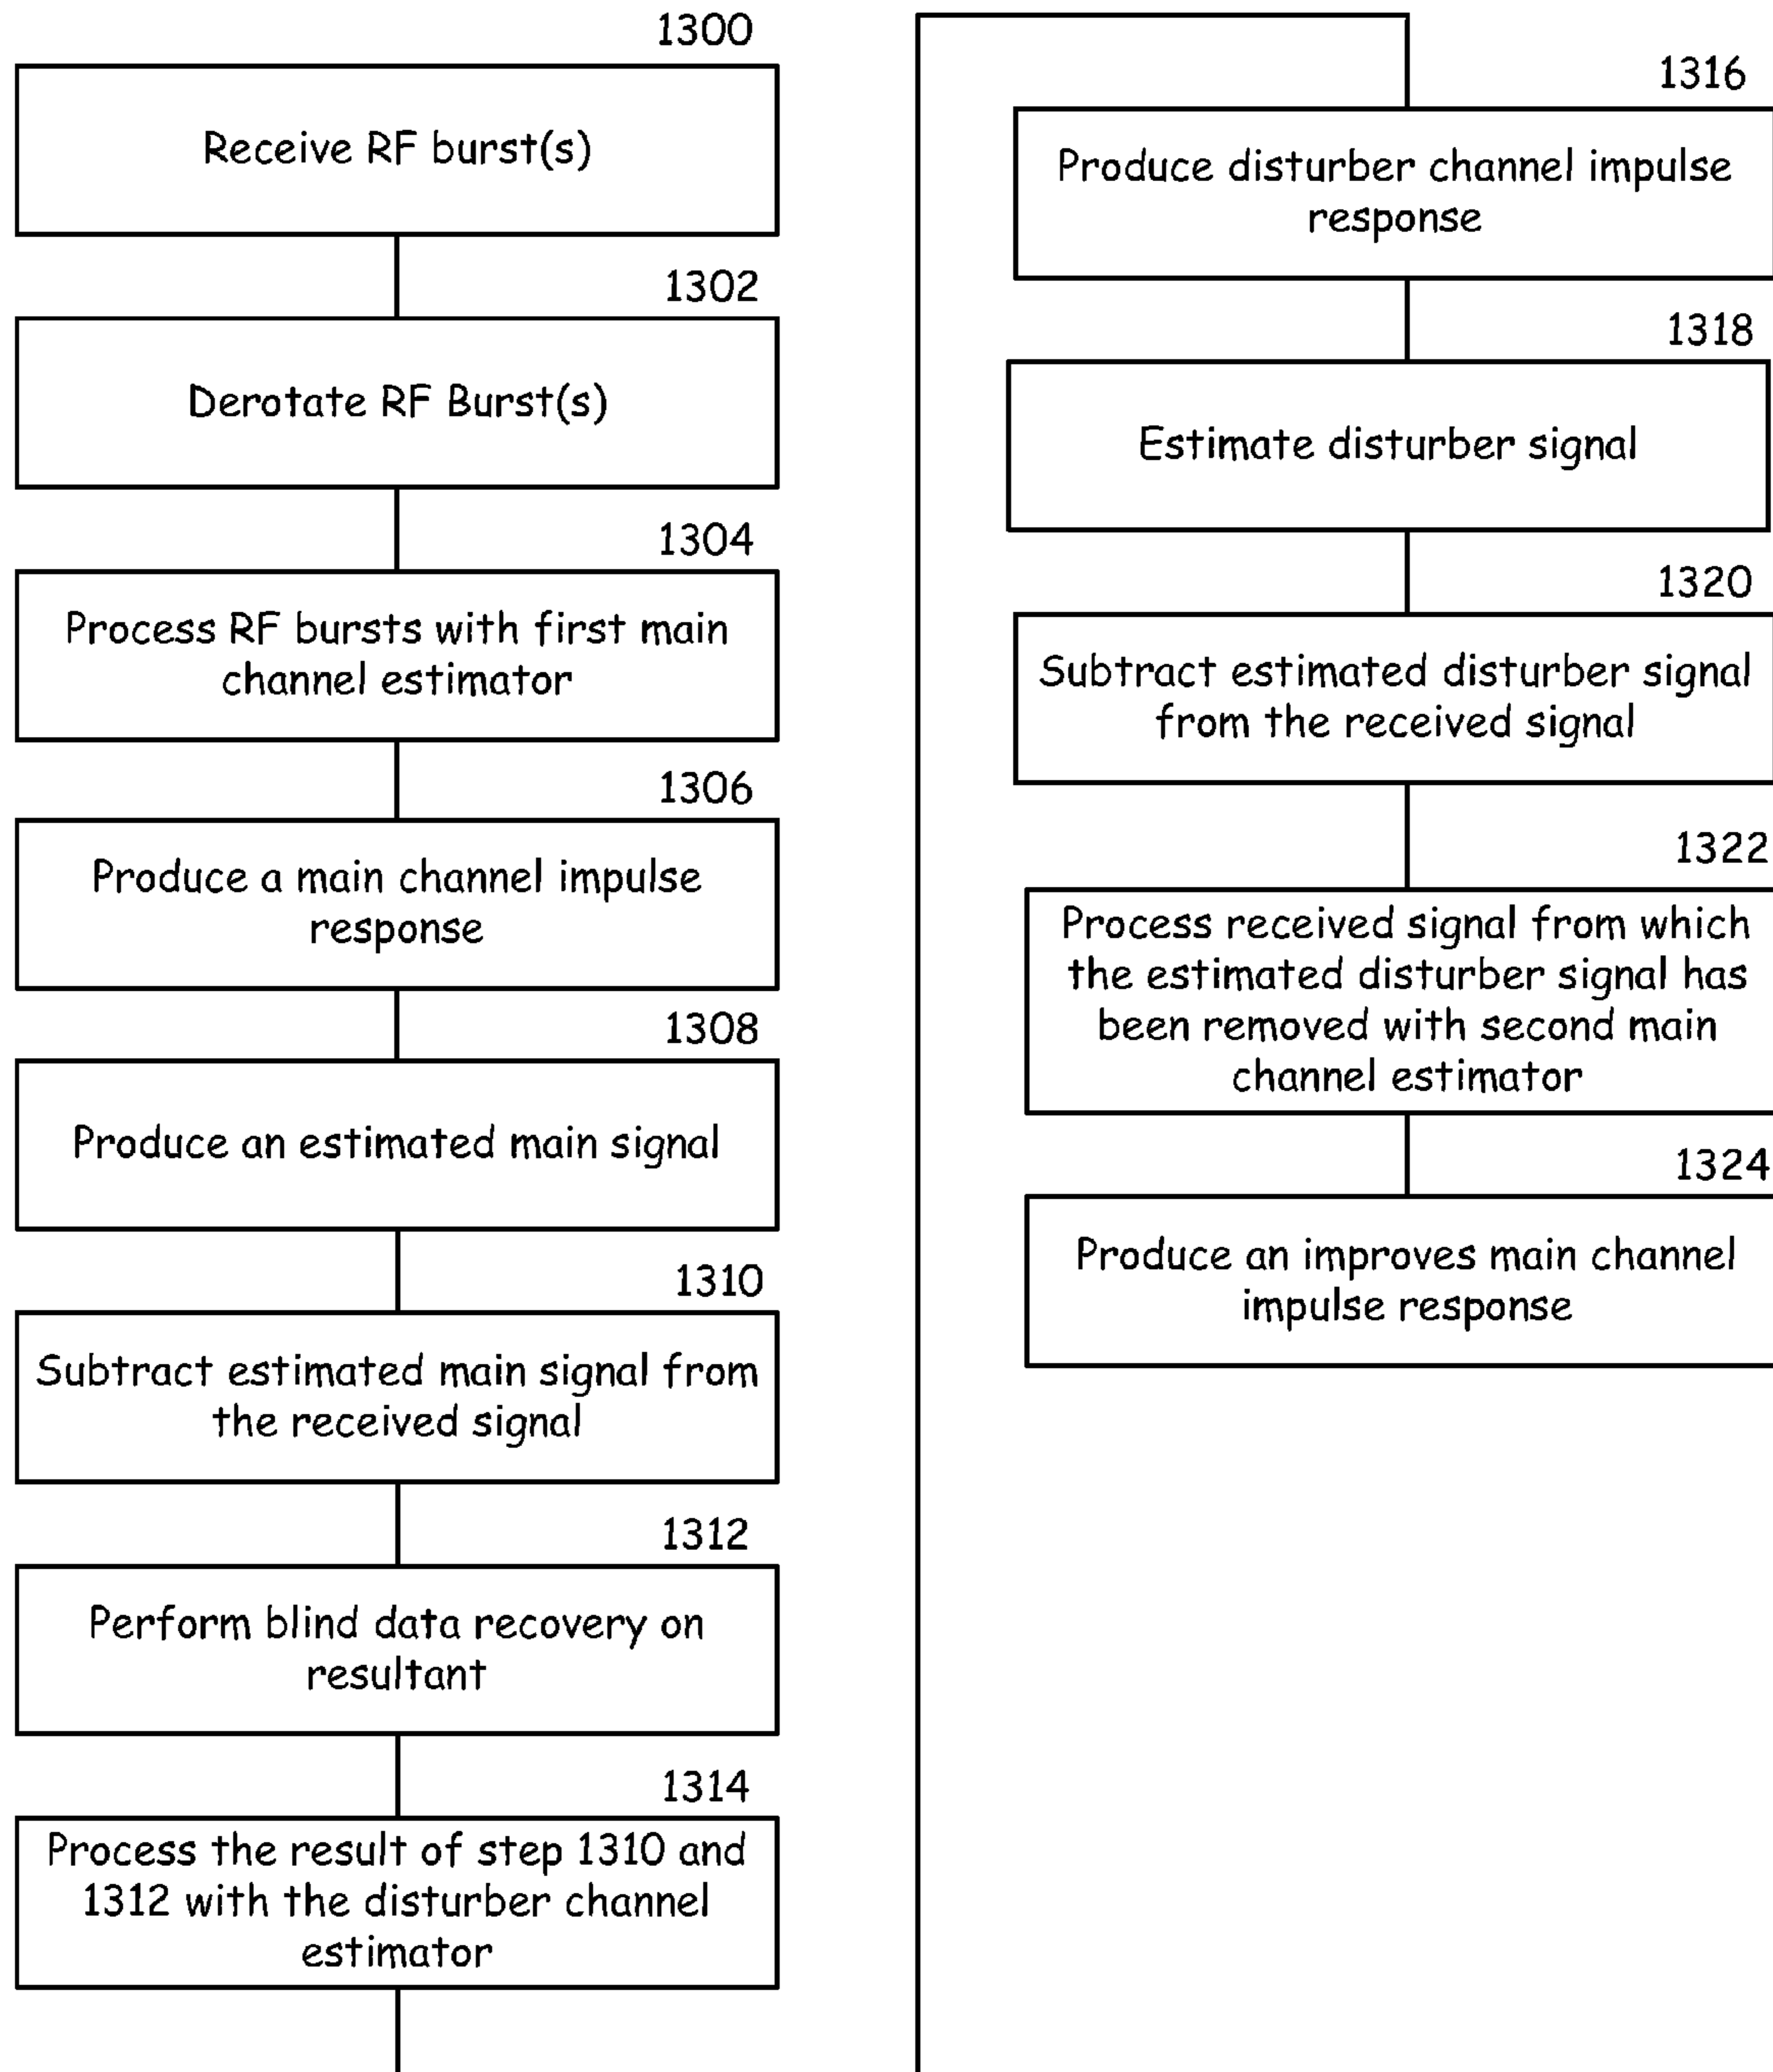 1300
Receive RF burst(s)
1302
Derotate RF Burst(s)
1304
Process RF bursts with first main
channel estimator
1306
Produce a main channel impulse
response
1308
Produce an estimated main signal
1310
Subtract estimated main signal from
the received signal
1312
Perform blind data recovery on
resultant
1314
Process the result of step 1310 and
1312 with the disturber channel
estimator
1316
Produce disturber channel impulse
response
1318
Estimate disturber signal
1320
Subtract estimated disturber signal
from the received signal
1322
Process received signal from which
the estimated disturber signal has
been removed with second main
channel estimator
1324
Produce an improves main channel
impulse response